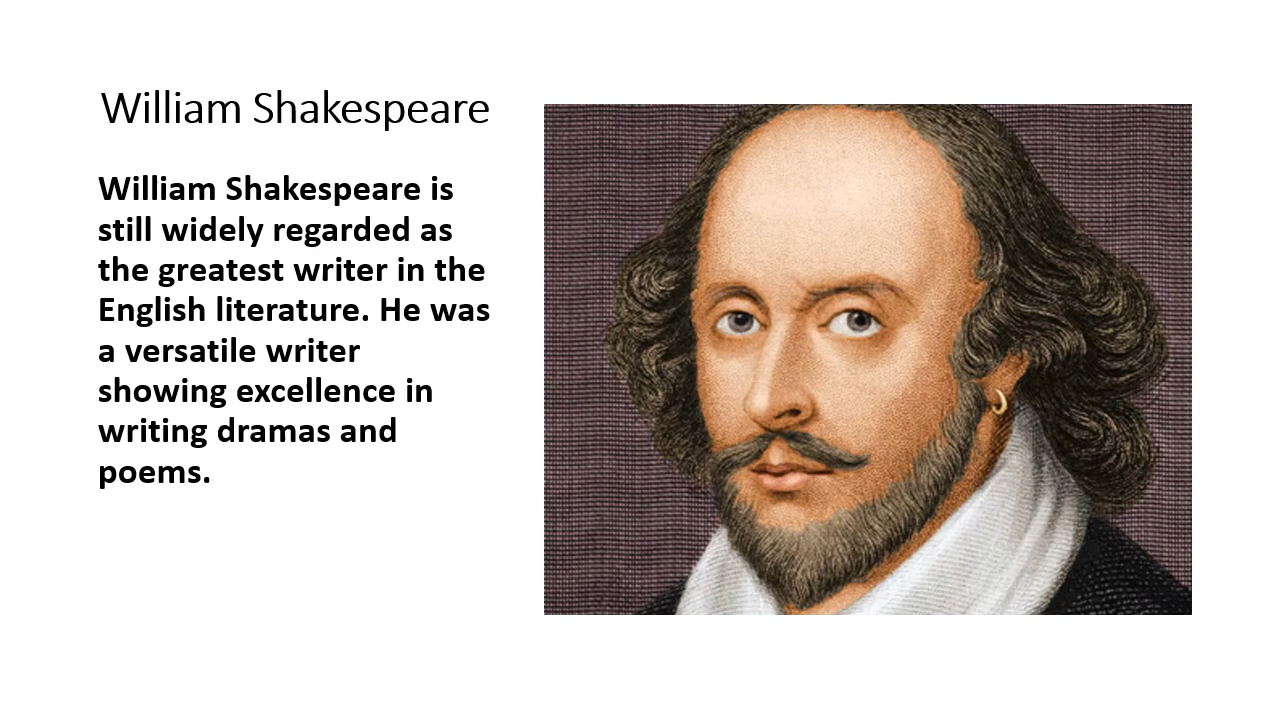 William Shakespeare
William Shakespeare is
still widely regarded as
the greatest writer in the
English literature. He was
a versatile writer
showing excellence in
writing dramas and
poems.